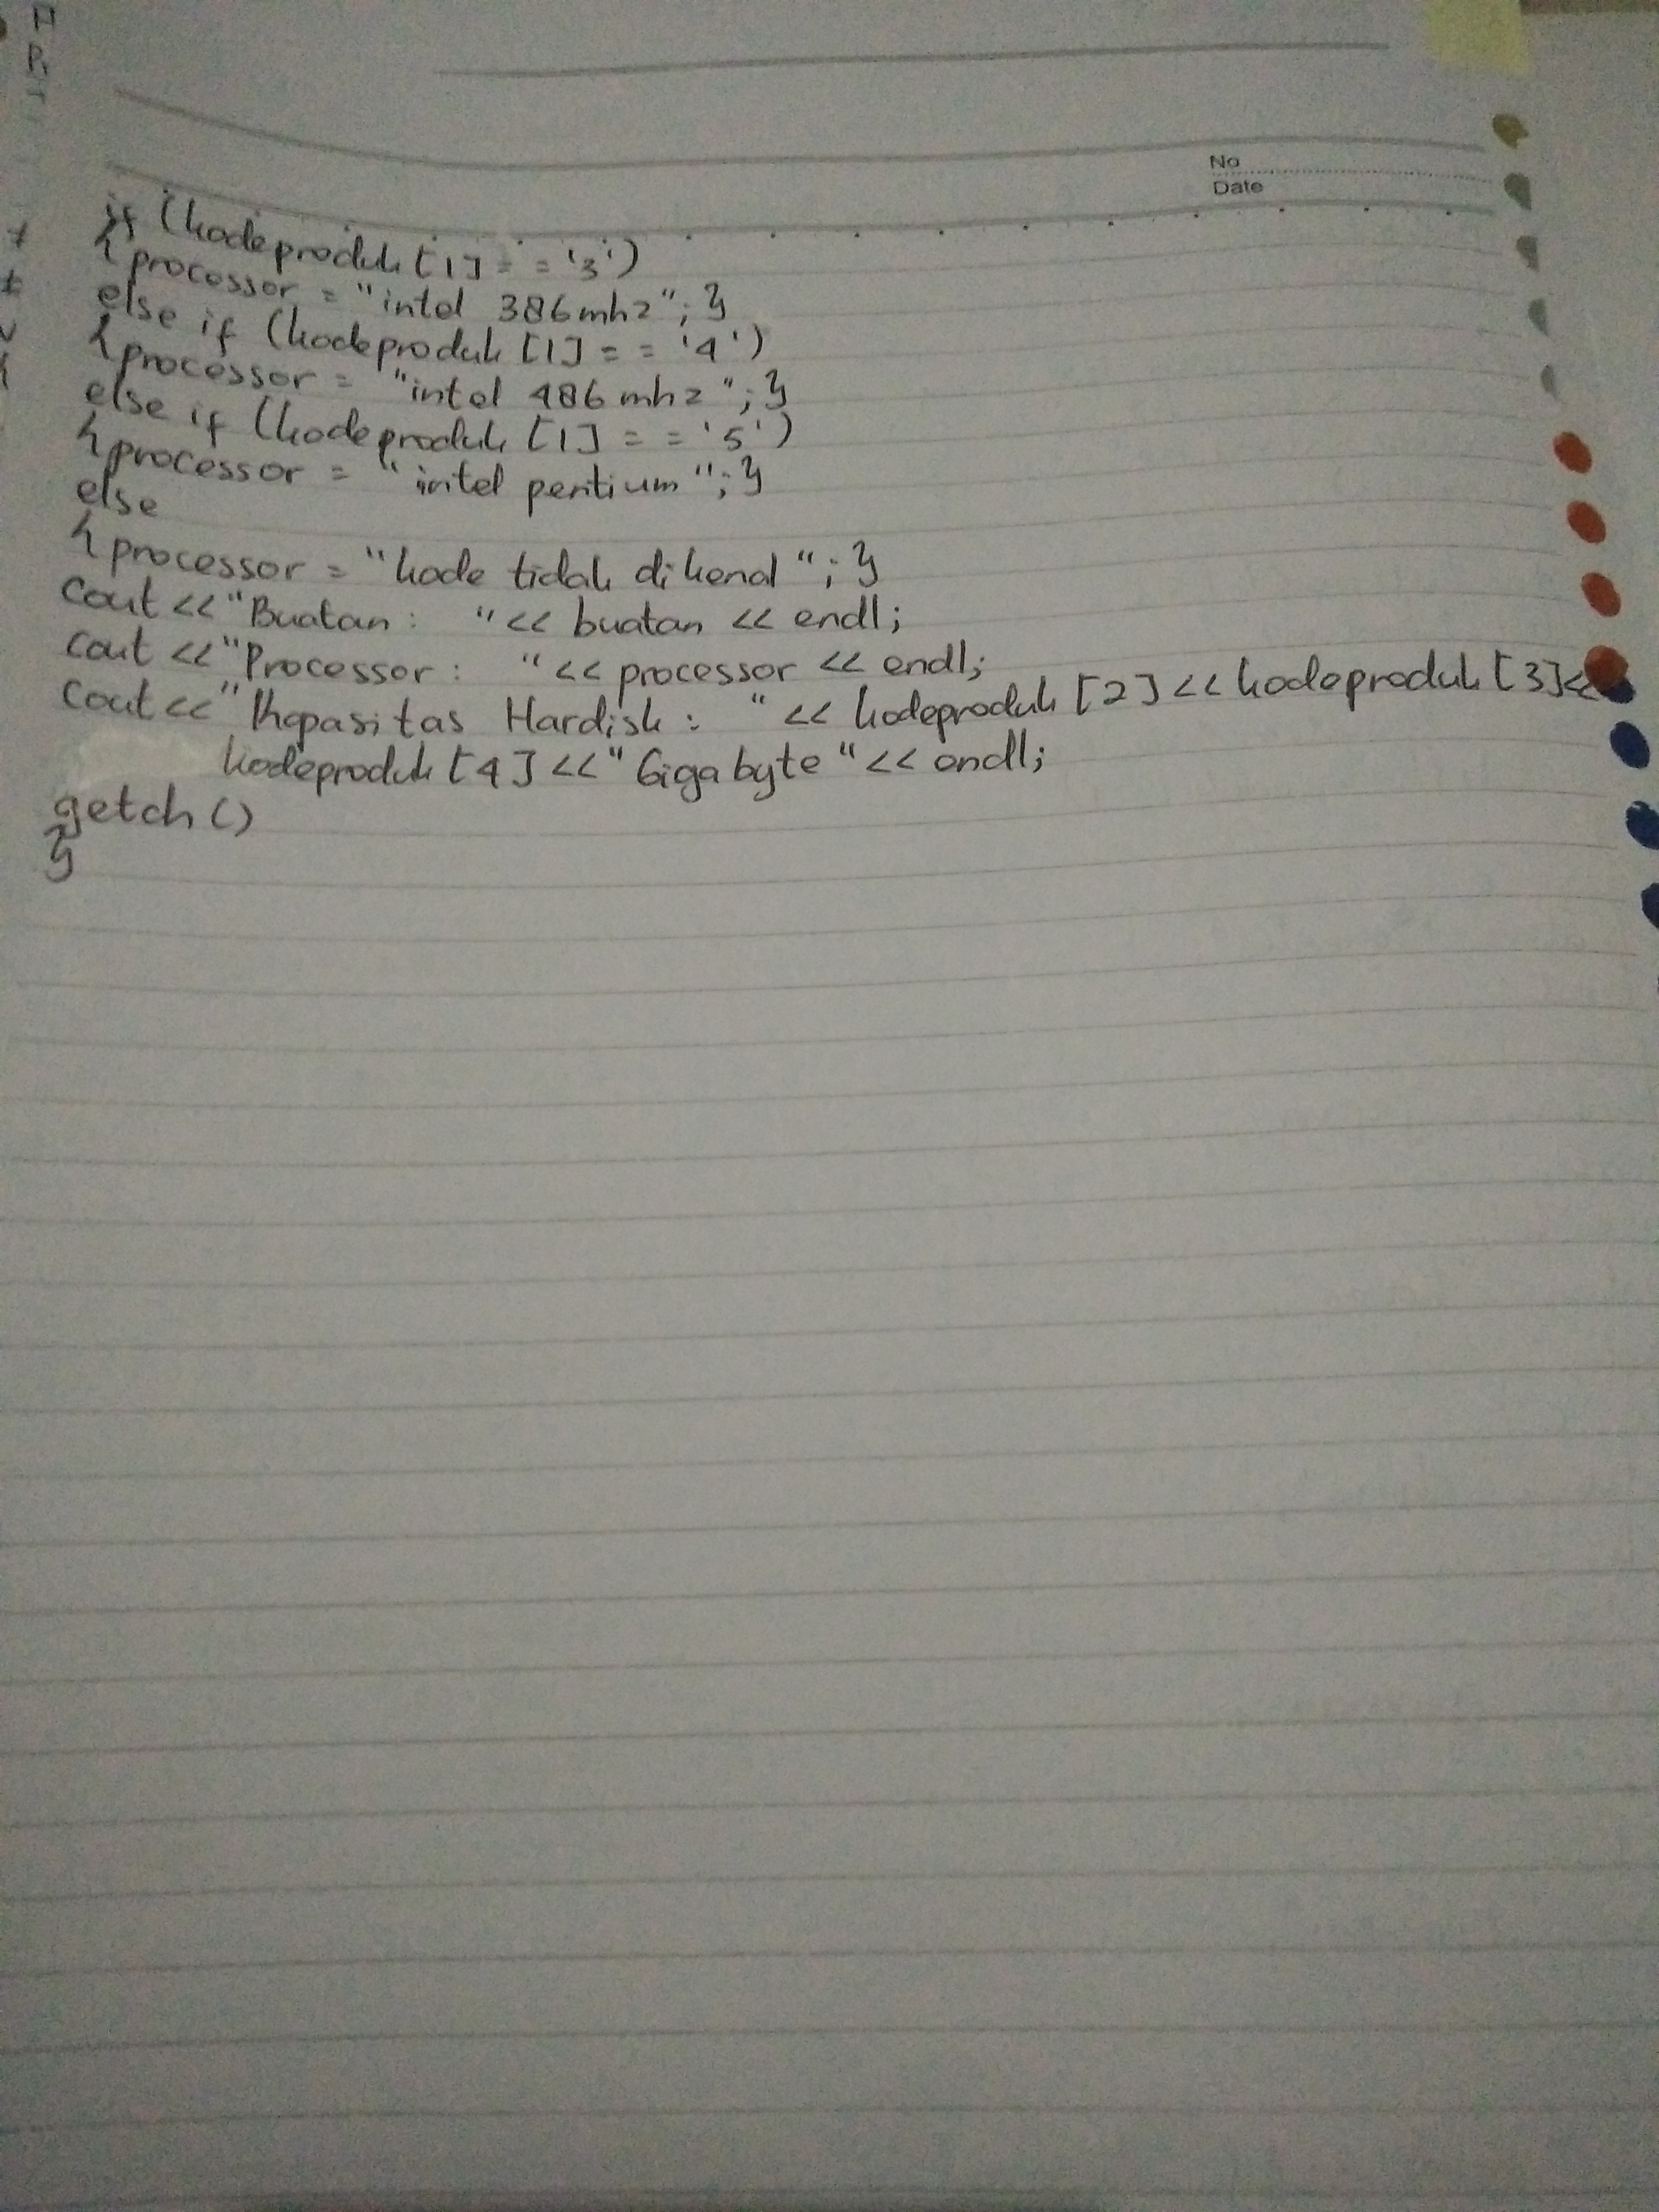 No
Date
if (kodeproduk [1] = = '3')
{processor = "intel 386mhz"; }
else if (kodeproduk [1] = = '4')
{processor = "intel 486 mhz"; }
else if (kodeproduk [1] = = '5')
{processor = "intel pentium"; }
else
{processor = "kode tidak dikenal"; }
cout << "Buatan : " << buatan << endl;
cout << "Processor : " << processor << endl;
cout << "Kapasitas Hardisk : " << kodeproduk [2] << kodeproduk [3] <<
kodeproduk [4] << "Gigabyte" << endl;
getch ()
}